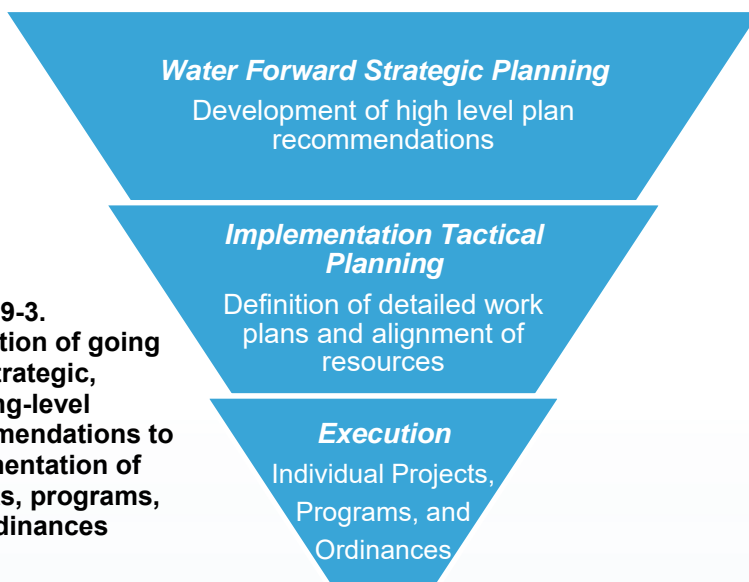 Water Forward Strategic Planning
Development of high level plan
recommendations
Implementation Tactical
Planning
Definition of detailed work
plans and alignment of
resources
9-3.
tion of going
trategic,
ng-level
mendations to
mentation of
s, programs,
dinances
Execution
Individual Projects,
Programs, and
Ordinances